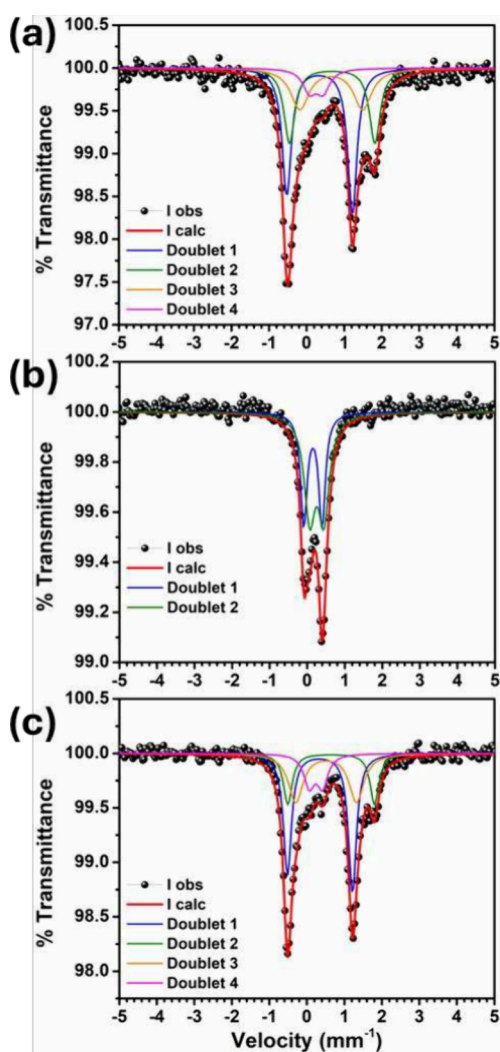 (a)
100.0
99.5
99.0
98.5
98.0
97.5
97.0
% Transmittance
I obs
I calc
Doublet 1
Doublet 2
Doublet 3
Doublet 4
-5 -4 -3 -2 -1 0 1 2 3 4 5
(b)
100.2
100.0
99.8
99.6
99.4
99.2
99.0
% Transmittance
I obs
I calc
Doublet 1
Doublet 2
-5 -4 -3 -2 -1 0 1 2 3 4 5
(c)
100.5
100.0
99.5
99.0
98.5
98.0
% Transmittance
I obs
I calc
Doublet 1
Doublet 2
Doublet 3
Doublet 4
-5 -4 -3 -2 -1 0 1 2 3 4 5
Velocity (mm⁻¹)